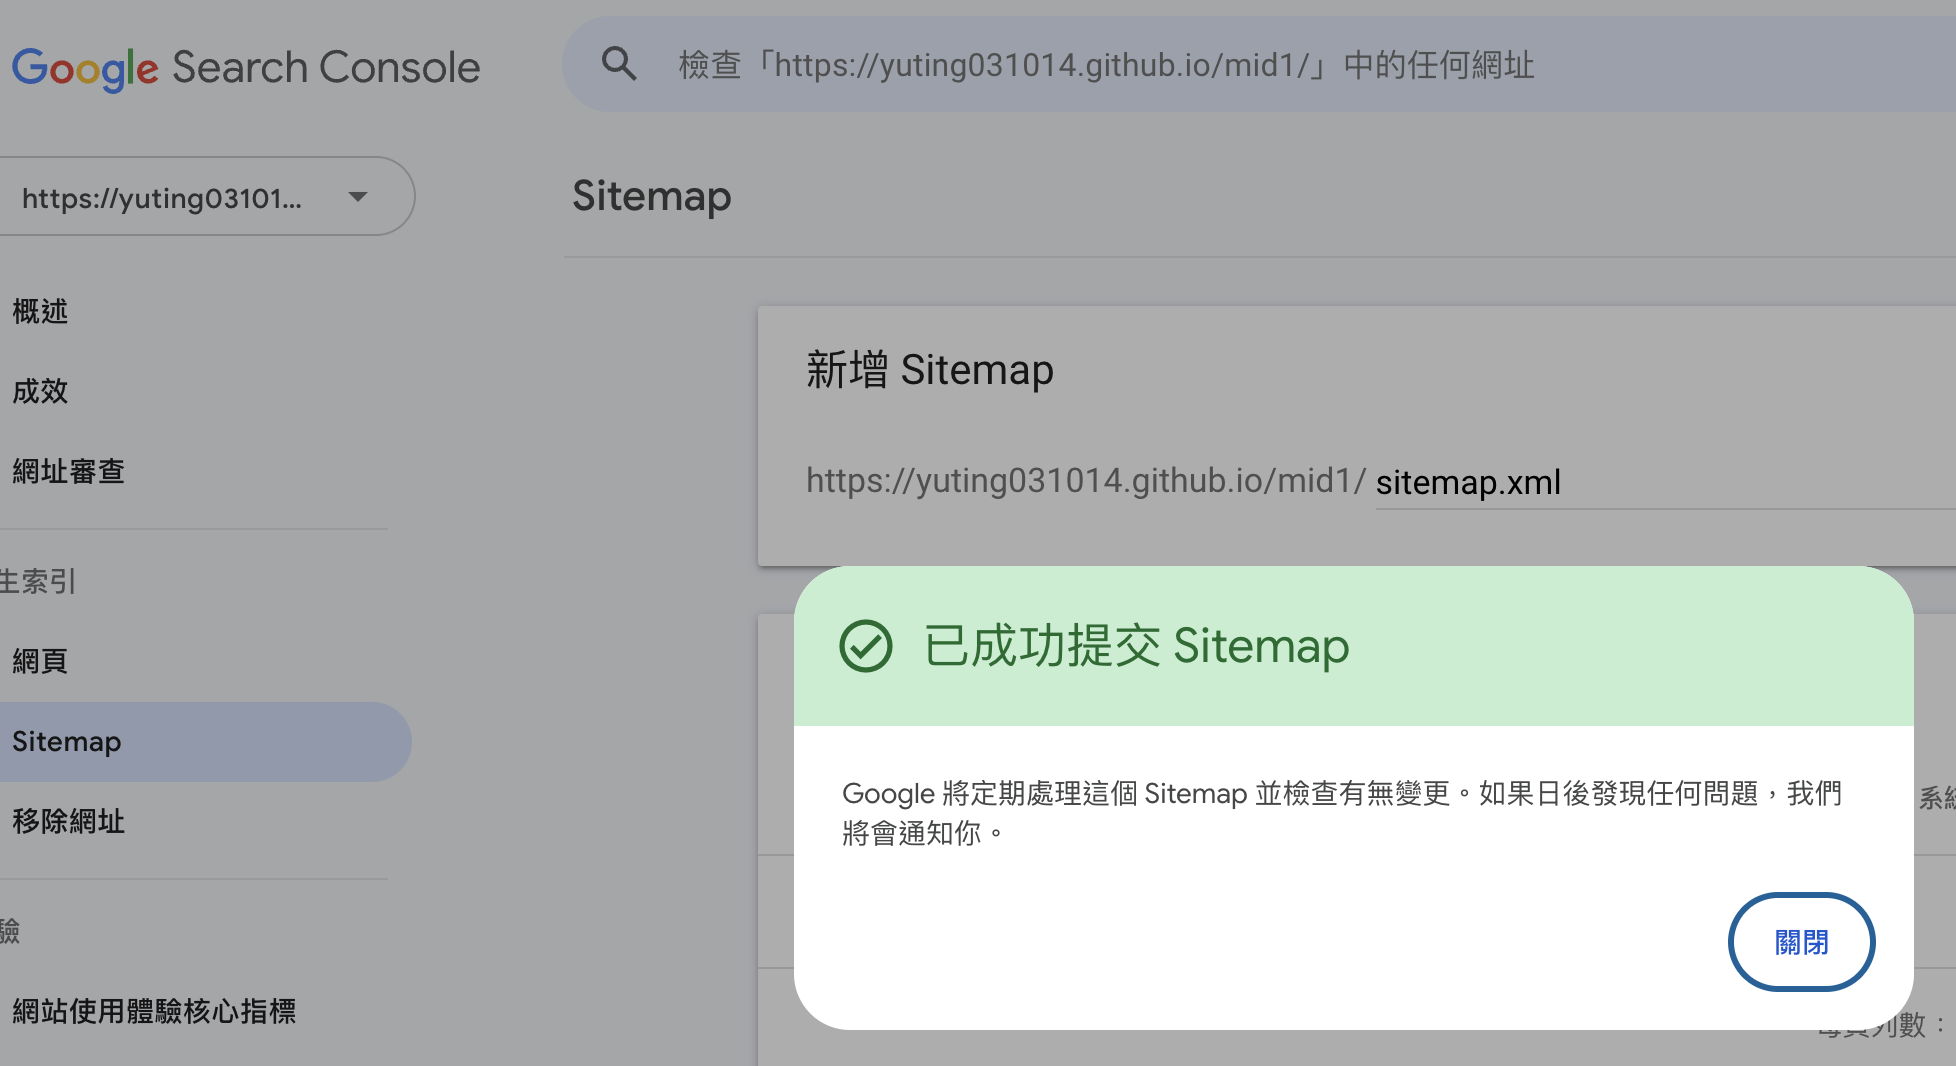 Google Search Console
檢查「https://yuting031014.github.io/mid1/」中的任何網址
https://yuting03101...
Sitemap
概述
成效
網址審查
生索引
網頁
Sitemap
移除網址
驗
網站使用體驗核心指標
新增 Sitemap
https://yuting031014.github.io/mid1/ sitemap.xml
已成功提交 Sitemap
Google 將定期處理這個 Sitemap 並檢查有無變更。如果日後發現任何問題，我們
將會通知你。
關閉
系統
每頁列數：